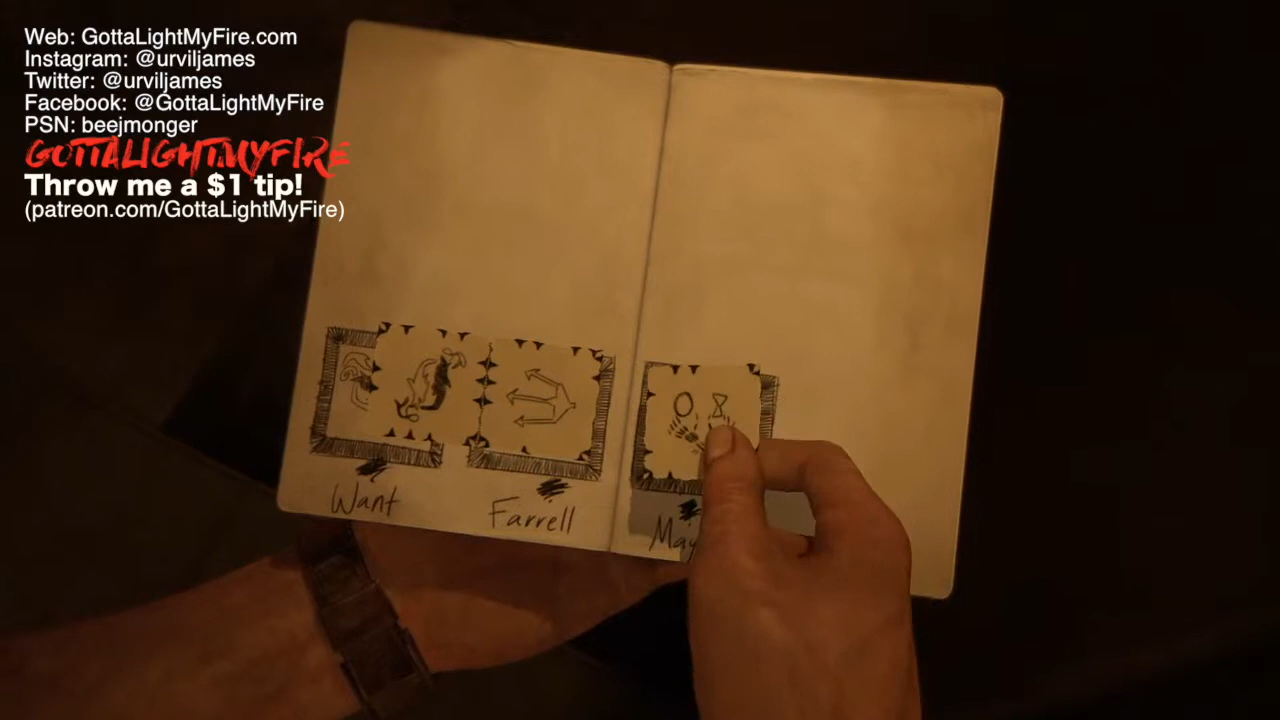 Web: GottaLightMyFire.com
Instagram: @urviljames
Twitter: @urviljames
Facebook: @GottaLightMyFire
PSN: beejmonger
GOTTALIGHTMYFIRE
Throw me a $1 tip!
(patreon.com/GottaLightMyFire)
Want
Farrell